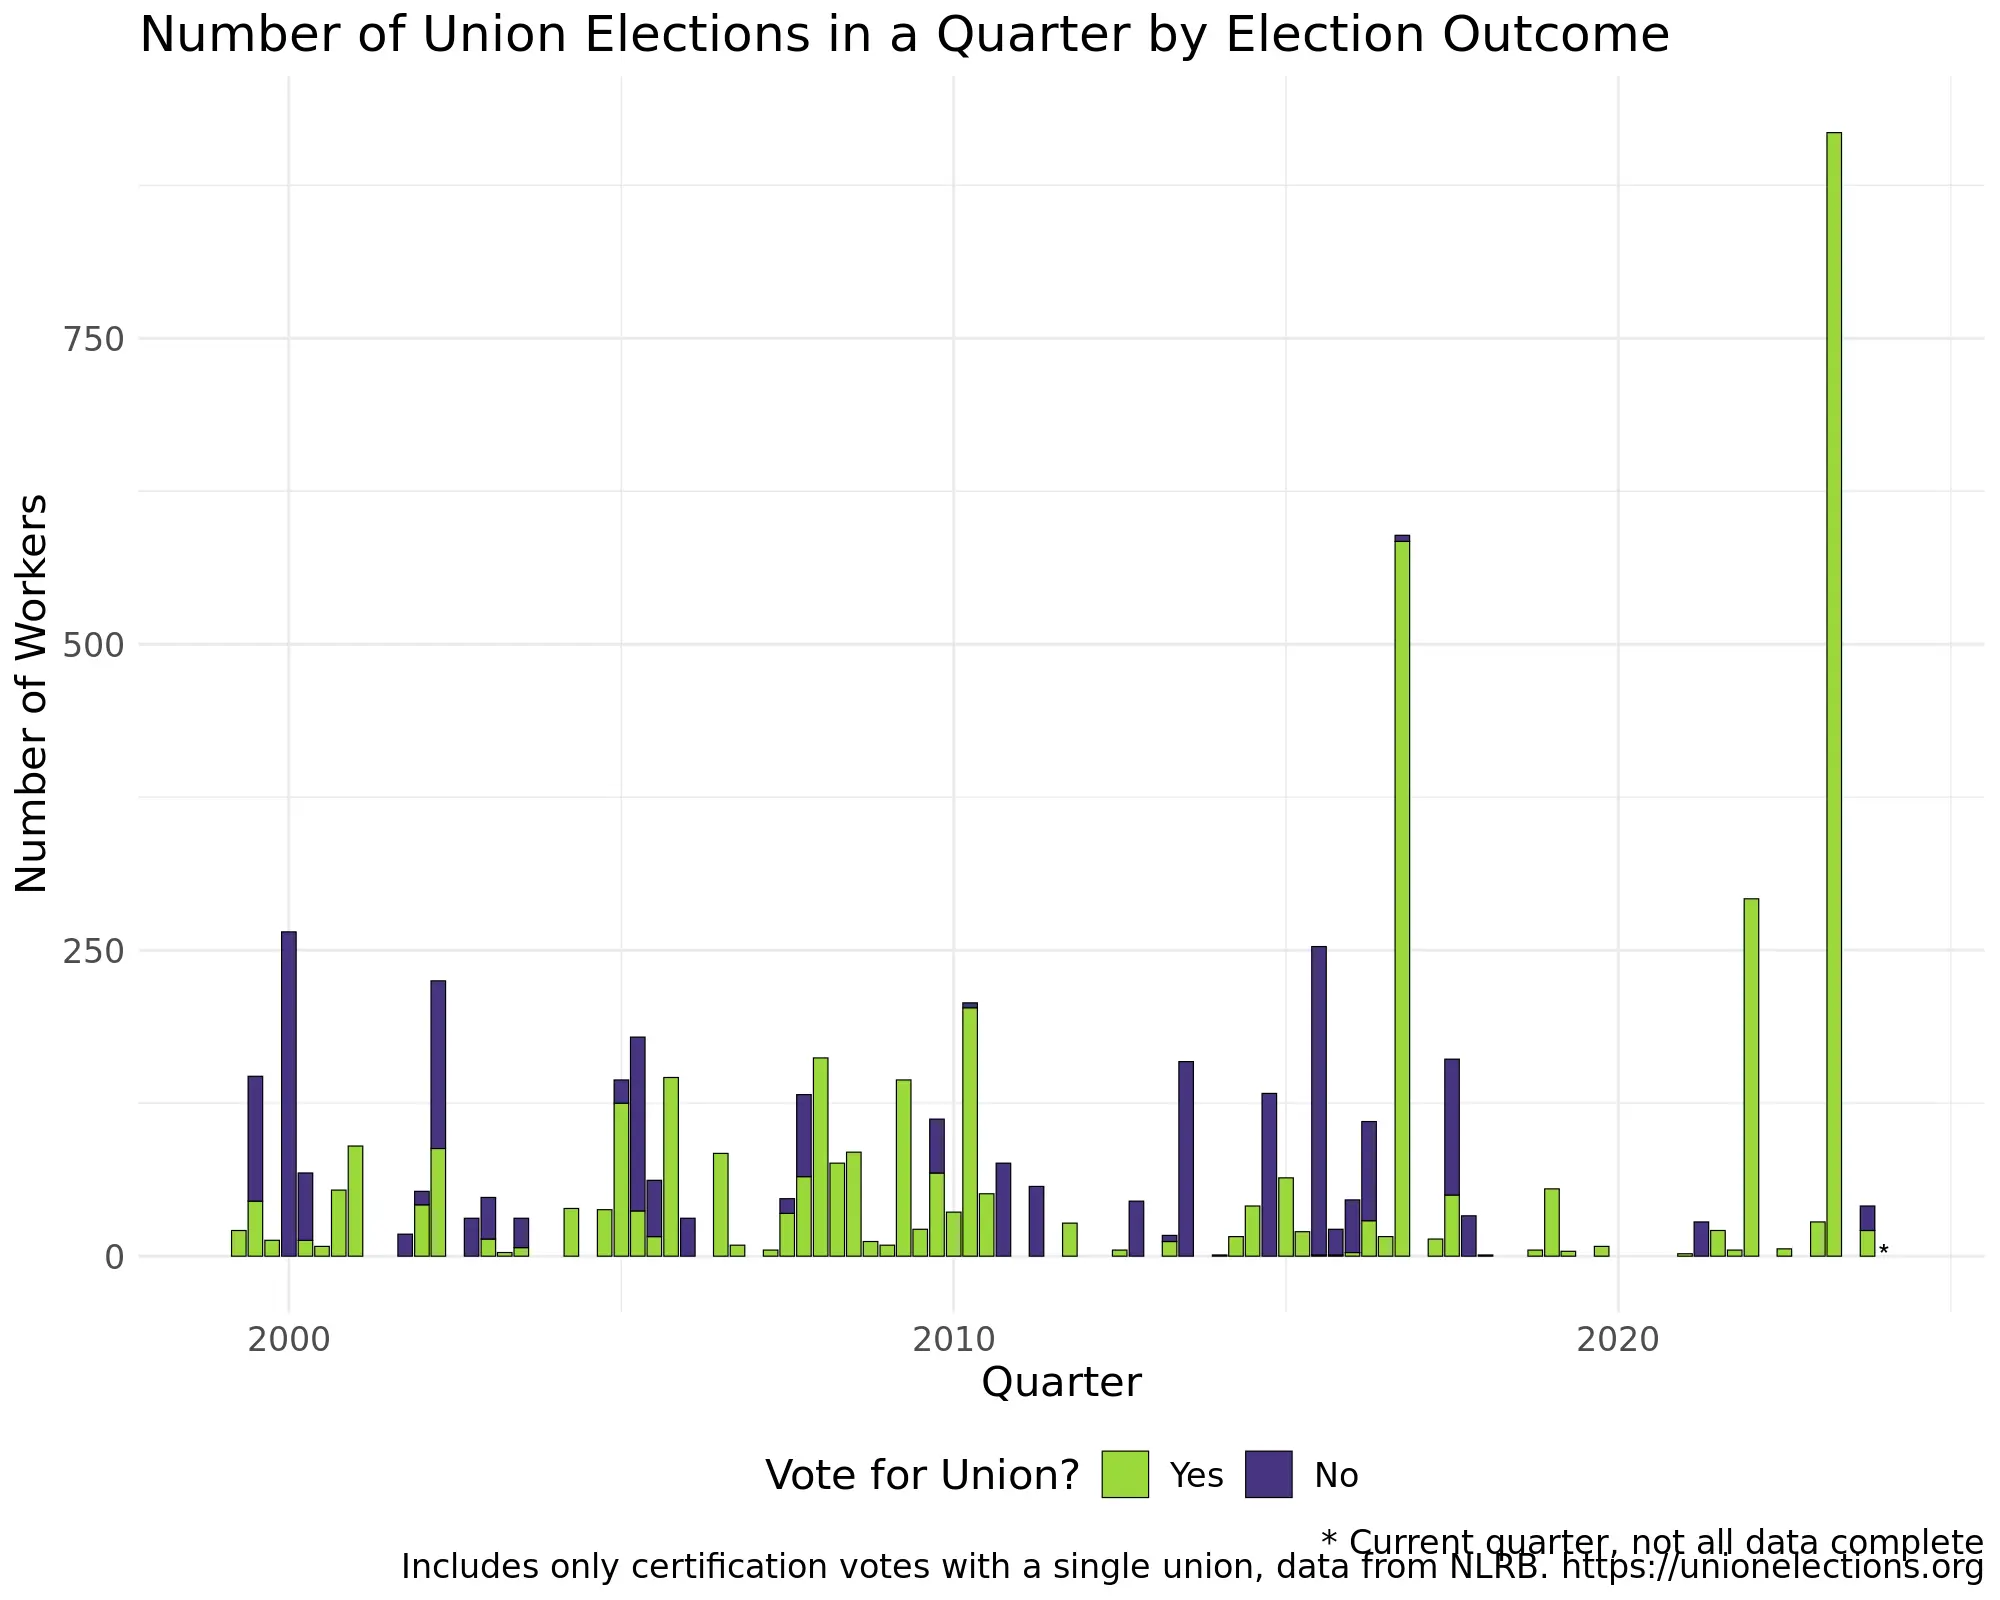 Number of Union Elections in a Quarter by Election Outcome
Number of Workers
750
500
250
0
*
2000 2010 2020
Quarter
Vote for Union? Yes No
* Current quarter, not all data complete
Includes only certification votes with a single union, data from NLRB. https://unionelections.org